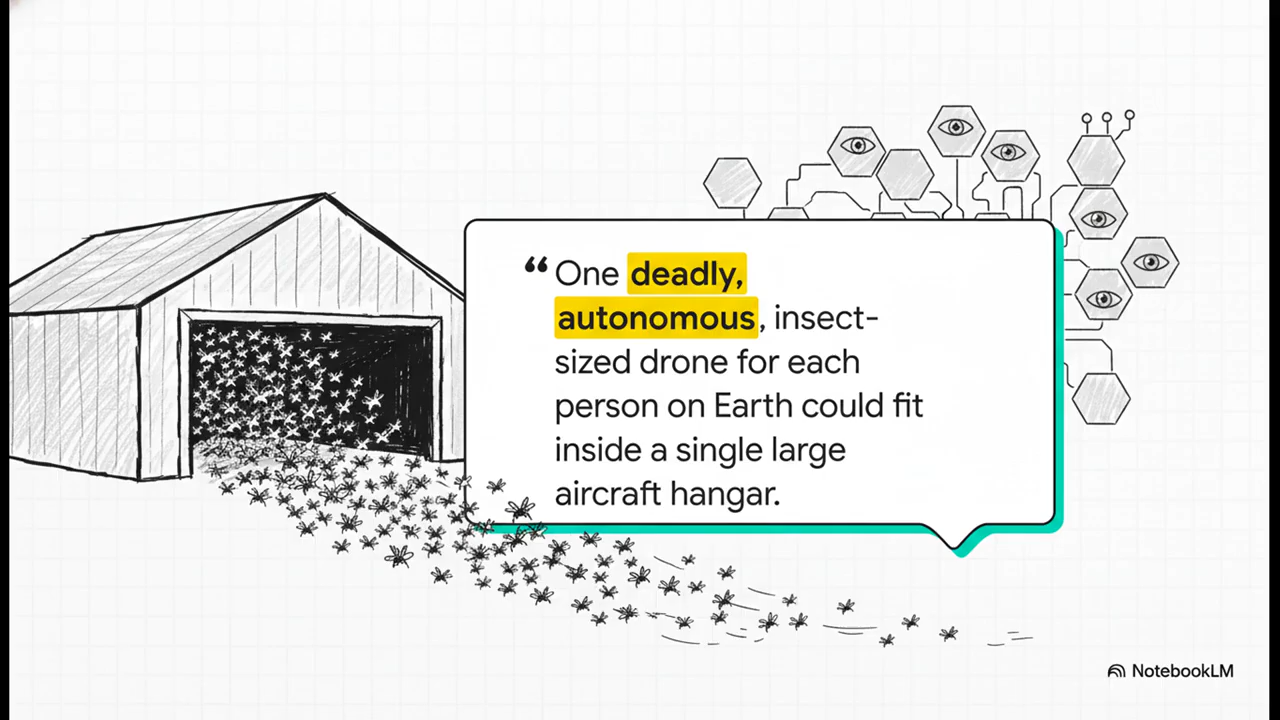 “One deadly,
autonomous, insect-
sized drone for each
person on Earth could fit
inside a single large
aircraft hangar.
NotebookLM